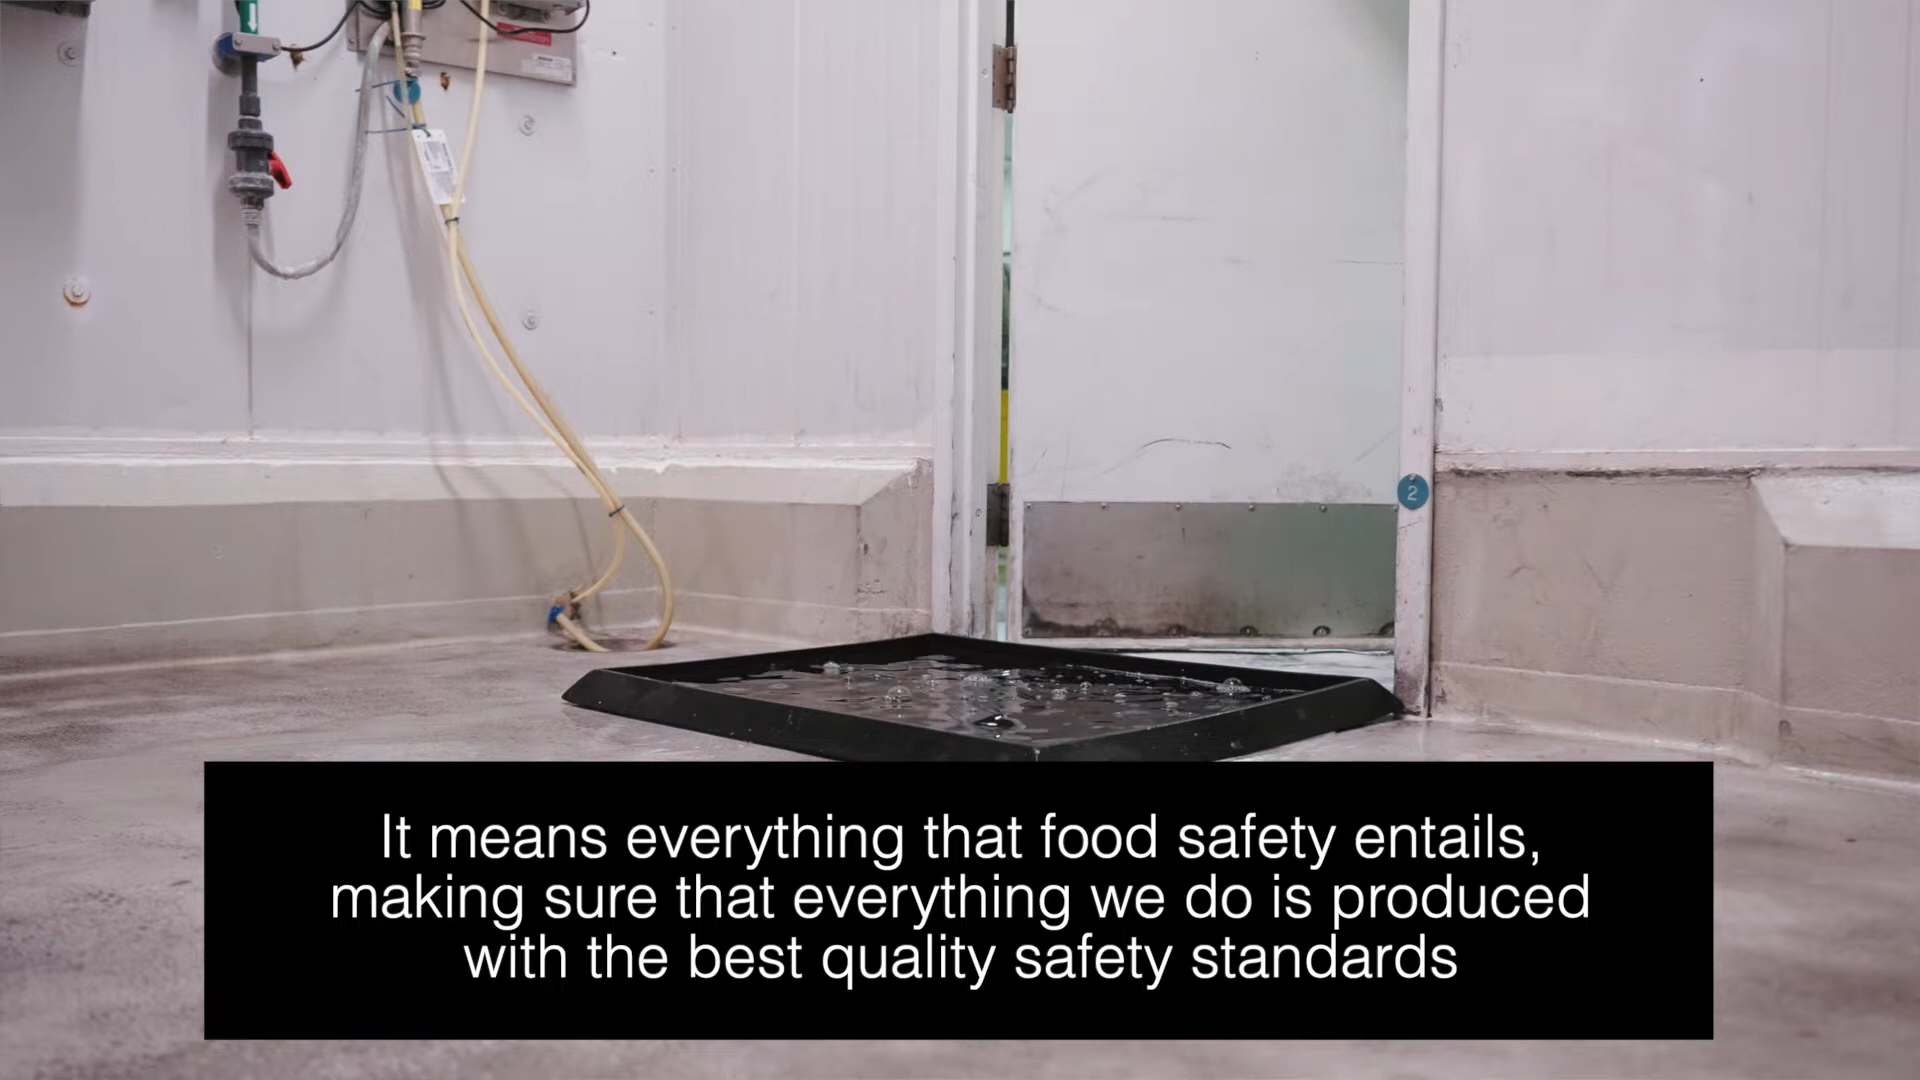 2
It means everything that food safety entails,
making sure that everything we do is produced
with the best quality safety standards